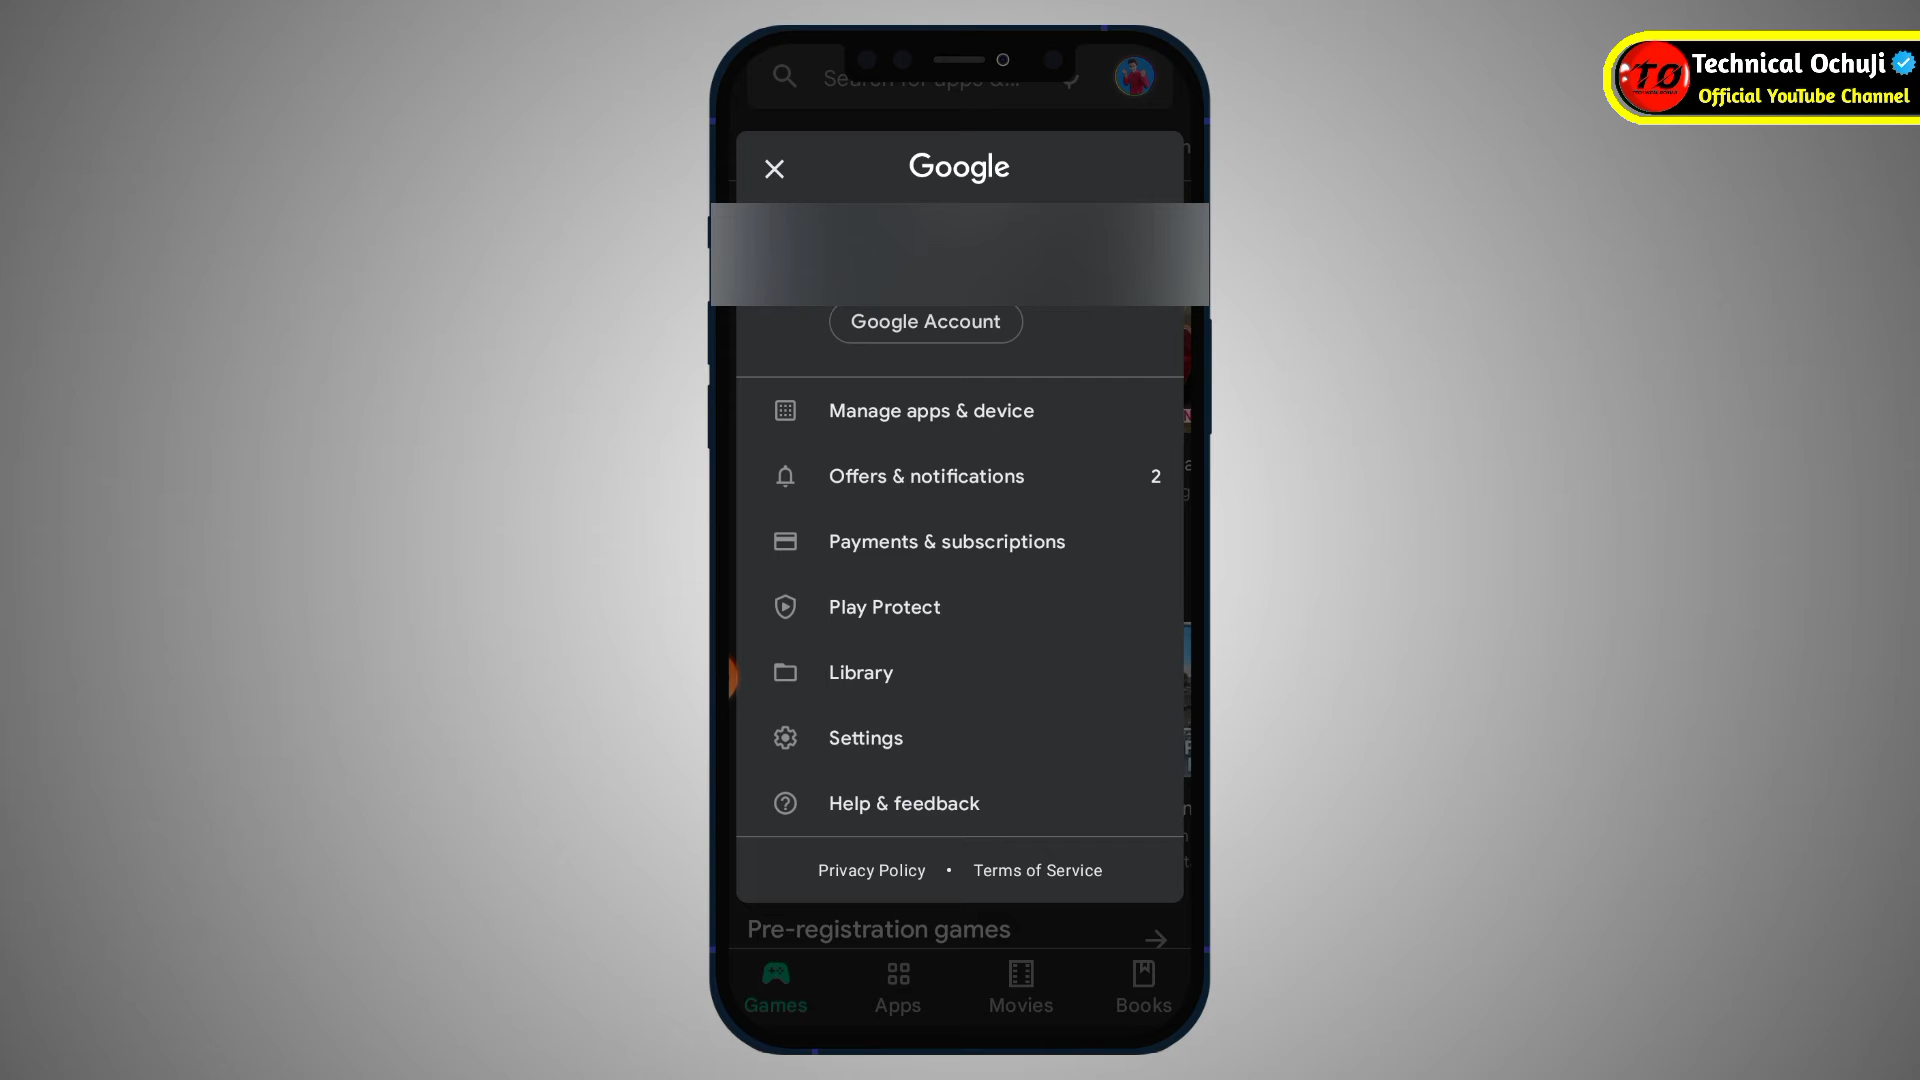 Technical OchuJi
Official YouTube Channel
TO
Search for apps &...
Google
Google Account
Manage apps & device
Offers & notifications 2
Payments & subscriptions
Play Protect
Library
Settings
Help & feedback
Privacy Policy • Terms of Service
Pre-registration games
Games Apps Movies Books